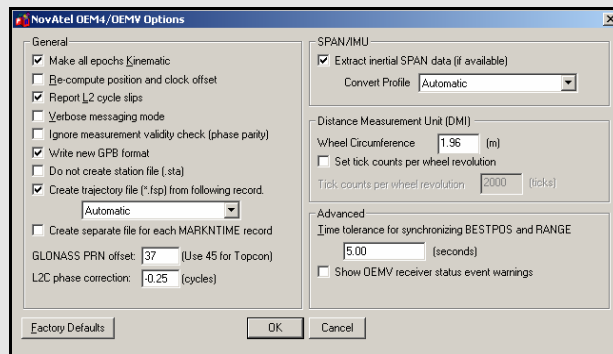 NovAtel OEM4/OEMV Options
General
Make all epochs Kinematic
Re-compute position and clock offset
Report L2 cycle slips
Verbose messaging mode
Ignore measurement validity check (phase parity)
Write new GPB format
Do not create station file (.sta)
Create trajectory file (*.fsp) from following record.
Automatic
Create separate file for each MARKNTIME record
GLONASS PRN offset: 37 (Use 45 for Topcon)
L2C phase correction: -0.25 (cycles)
SPAN/IMU
Extract inertial SPAN data (if available)
Convert Profile Automatic
Distance Measurement Unit (DMI)
Wheel Circumference 1.96 (m)
Set tick counts per wheel revolution
Tick counts per wheel revolution 2000 (ticks)
Advanced
Time tolerance for synchronizing BESTPOS and RANGE
5.00 (seconds)
Show OEMV receiver status event warnings
Factory Defaults OK Cancel